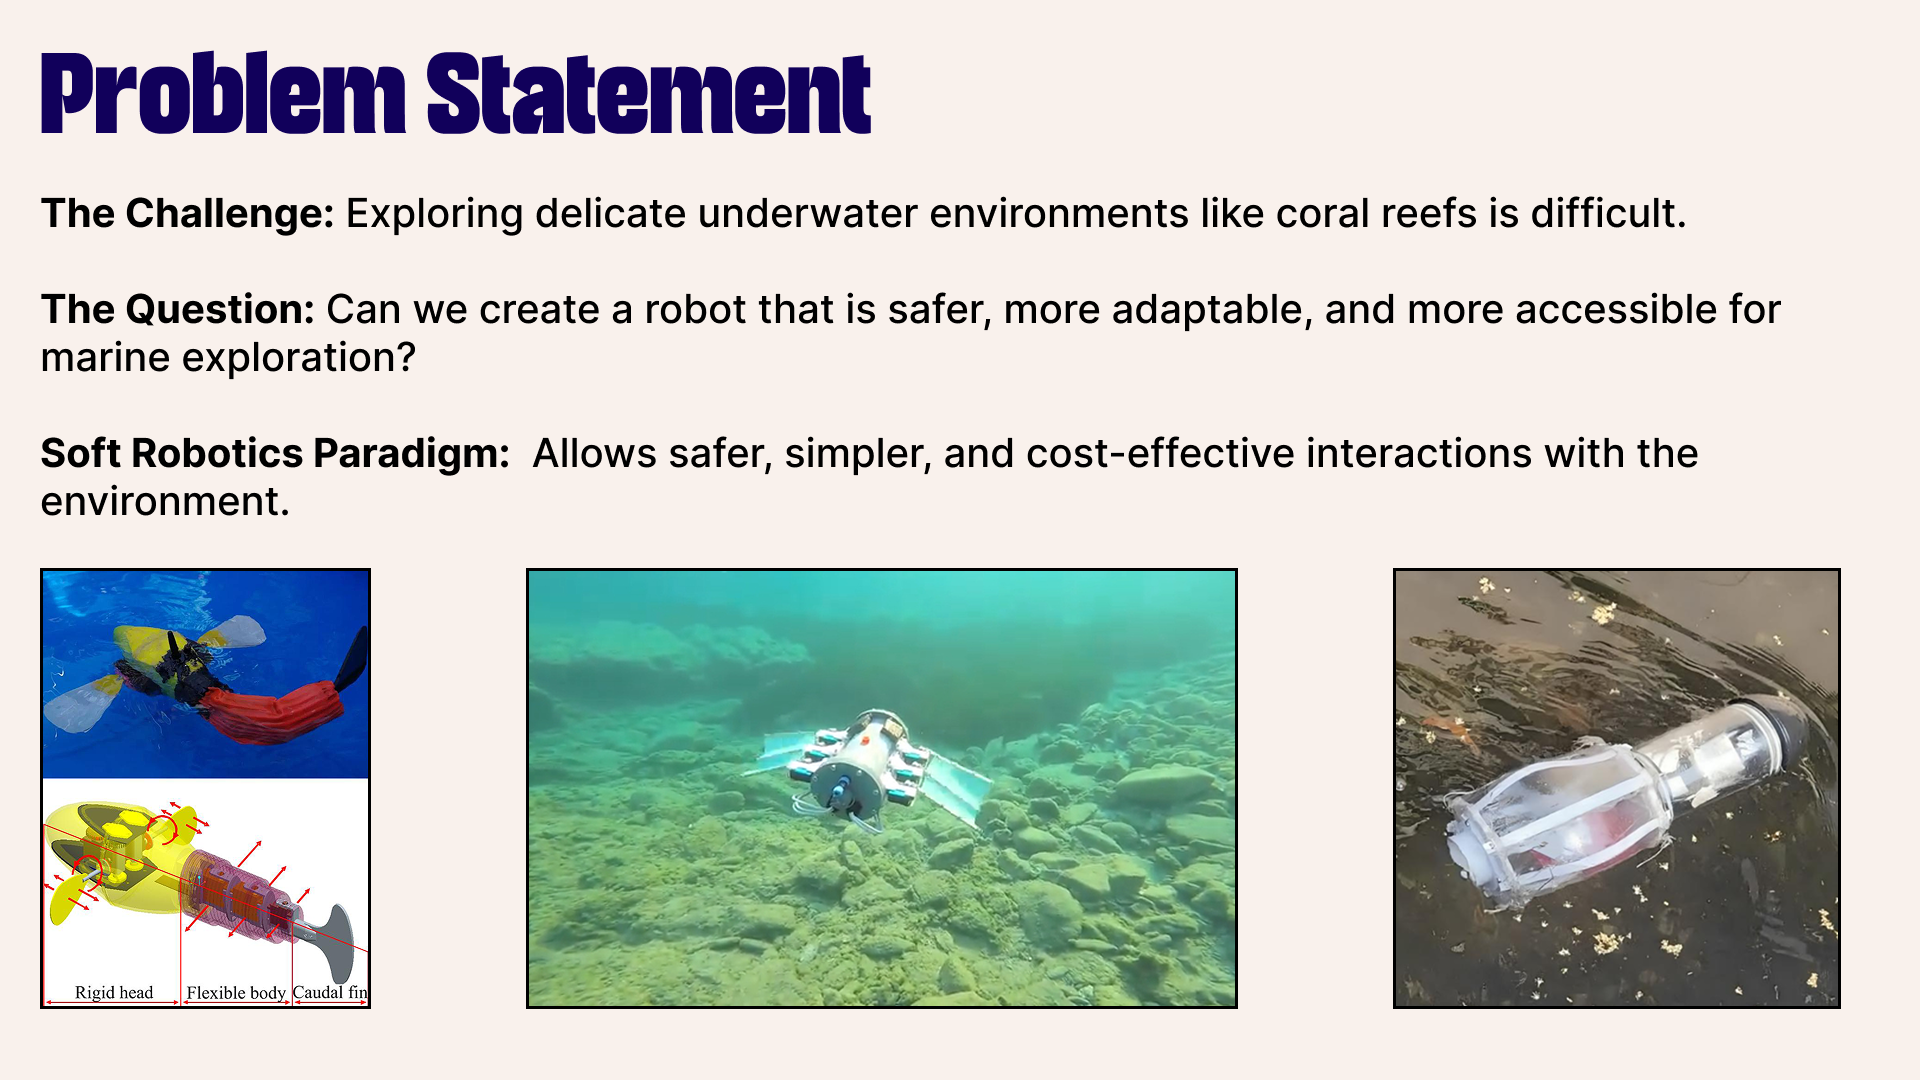 Problem Statement
The Challenge: Exploring delicate underwater environments like coral reefs is difficult.
The Question: Can we create a robot that is safer, more adaptable, and more accessible for
marine exploration?
Soft Robotics Paradigm:  Allows safer, simpler, and cost-effective interactions with the
environment.
Rigid head
Flexible body
Caudal fin